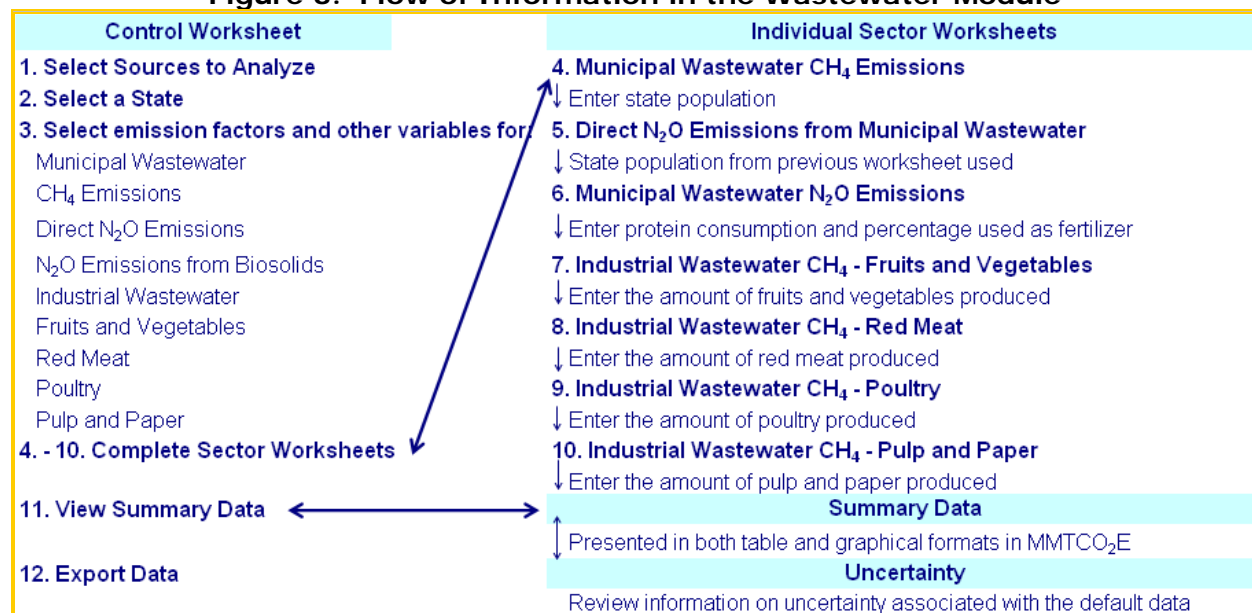 Figure 3. Flow of Information in the Wastewater Module
Control Worksheet
1. Select Sources to Analyze
2. Select a State
3. Select emission factors and other variables for:
Municipal Wastewater
CH₄ Emissions
Direct N₂O Emissions
N₂O Emissions from Biosolids
Industrial Wastewater
Fruits and Vegetables
Red Meat
Poultry
Pulp and Paper
4. - 10. Complete Sector Worksheets
11. View Summary Data
12. Export Data
Individual Sector Worksheets
4. Municipal Wastewater CH₄ Emissions
↓ Enter state population
5. Direct N₂O Emissions from Municipal Wastewater
↓ State population from previous worksheet used
6. Municipal Wastewater N₂O Emissions
↓ Enter protein consumption and percentage used as fertilizer
7. Industrial Wastewater CH₄ - Fruits and Vegetables
↓ Enter the amount of fruits and vegetables produced
8. Industrial Wastewater CH₄ - Red Meat
↓ Enter the amount of red meat produced
9. Industrial Wastewater CH₄ - Poultry
↓ Enter the amount of poultry produced
10. Industrial Wastewater CH₄ - Pulp and Paper
↓ Enter the amount of pulp and paper produced
Summary Data
Presented in both table and graphical formats in MMTCO₂E
Uncertainty
Review information on uncertainty associated with the default data